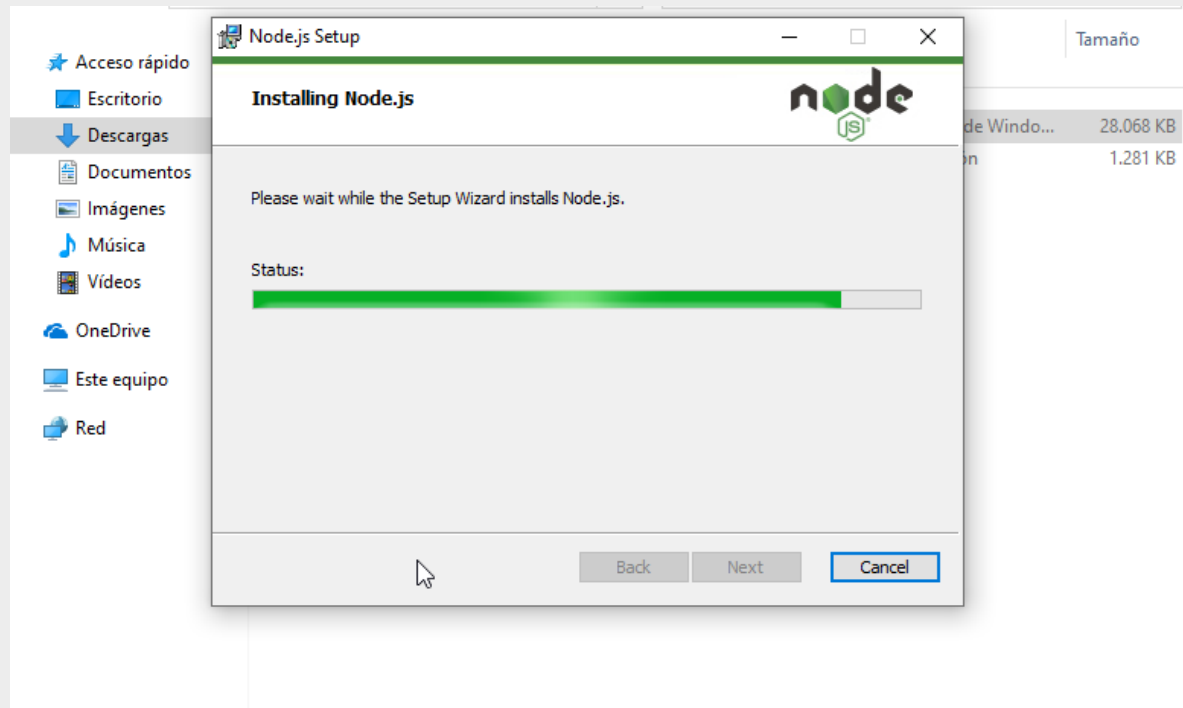 Node.js Setup
Installing Node.js
node
JS
Please wait while the Setup Wizard installs Node.js.
Status:
Back
Next
Cancel
Acceso rápido
Escritorio
Descargas
Documentos
Imágenes
Música
Vídeos
OneDrive
Este equipo
Red
Tamaño
de Windo... 28.068 KB
ón 1.281 KB